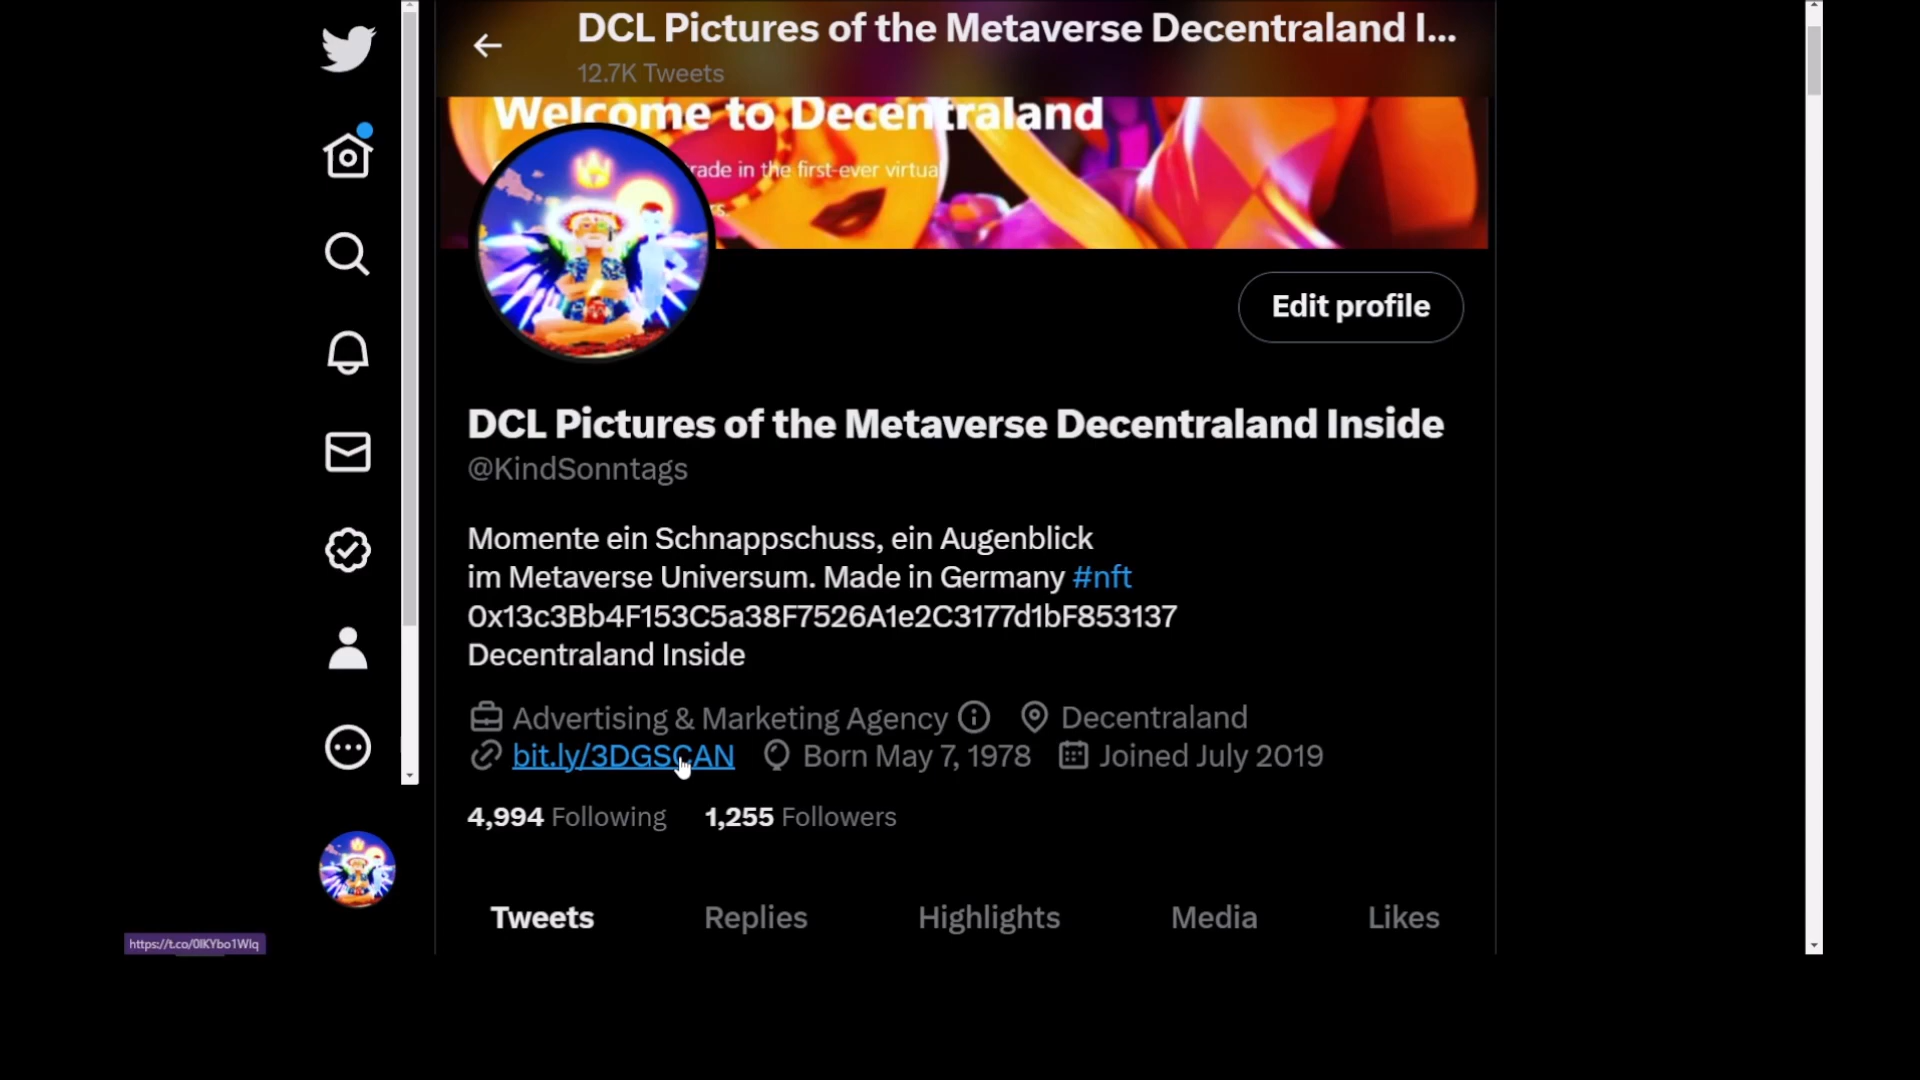 DCL Pictures of the Metaverse Decentraland I...
12.7K Tweets
Welcome to Decentraland
rade in the first-ever virtual
rs.
Edit profile
DCL Pictures of the Metaverse Decentraland Inside
@KindSonntags
Momente ein Schnappschuss, ein Augenblick
im Metaverse Universum. Made in Germany #nft
0x13c3Bb4F153C5a38F7526A1e2C3177d1bF853137
Decentraland Inside
Advertising & Marketing Agency Decentraland
bit.ly/3DGSCAN Born May 7, 1978 Joined July 2019
4,994 Following 1,255 Followers
Tweets Replies Highlights Media Likes
https://t.co/0lKYbo1Wlq